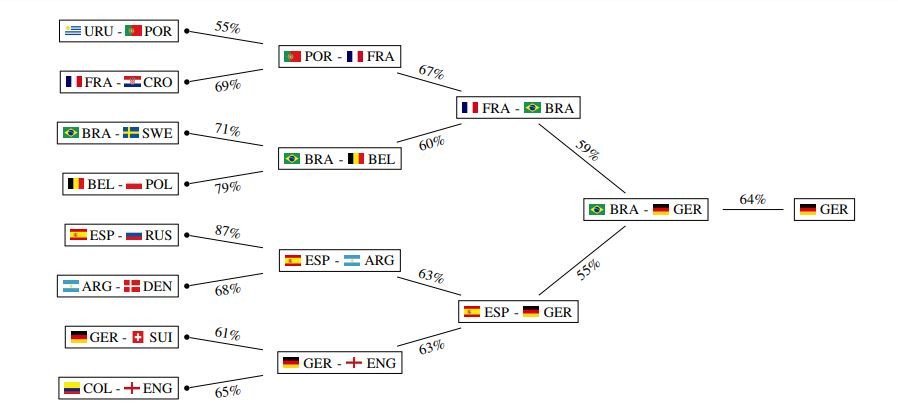 URU - POR
55%
FRA - CRO
69%
POR - FRA
67%
BRA - SWE
71%
BEL - POL
79%
BRA - BEL
60%
FRA - BRA
59%
ESP - RUS
87%
ARG - DEN
68%
ESP - ARG
63%
GER - SUI
61%
COL - ENG
65%
GER - ENG
63%
ESP - GER
55%
BRA - GER
64%
GER